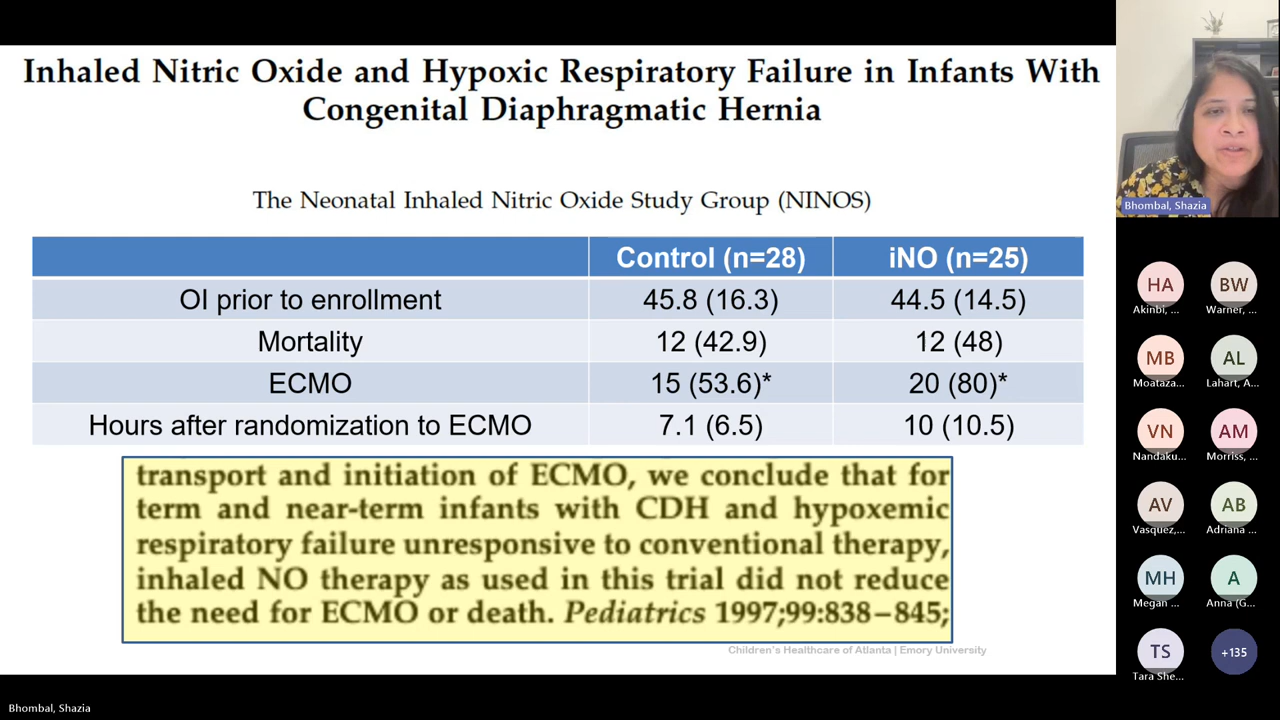 Inhaled Nitric Oxide and Hypoxic Respiratory Failure in Infants With
Congenital Diaphragmatic Hernia
The Neonatal Inhaled Nitric Oxide Study Group (NINOS)
Control (n=28) iNO (n=25)
OI prior to enrollment 45.8 (16.3) 44.5 (14.5)
Mortality 12 (42.9) 12 (48)
ECMO 15 (53.6)* 20 (80)*
Hours after randomization to ECMO 7.1 (6.5) 10 (10.5)
transport and initiation of ECMO, we conclude that for
term and near-term infants with CDH and hypoxemic
respiratory failure unresponsive to conventional therapy,
inhaled NO therapy as used in this trial did not reduce
the need for ECMO or death. Pediatrics 1997;99:838–845;
Children's Healthcare of Atlanta | Emory University
Bhombal, Shazia
HA BW
Akinbi, ... Warner, ...
MB AL
Moataza... Lahart, A...
VN AM
Nandaku... Morriss, ...
AV AB
Vasquez,... Adriana ...
MH A
Megan ... Anna (G...
TS +135
Tara She...
Bhombal, Shazia